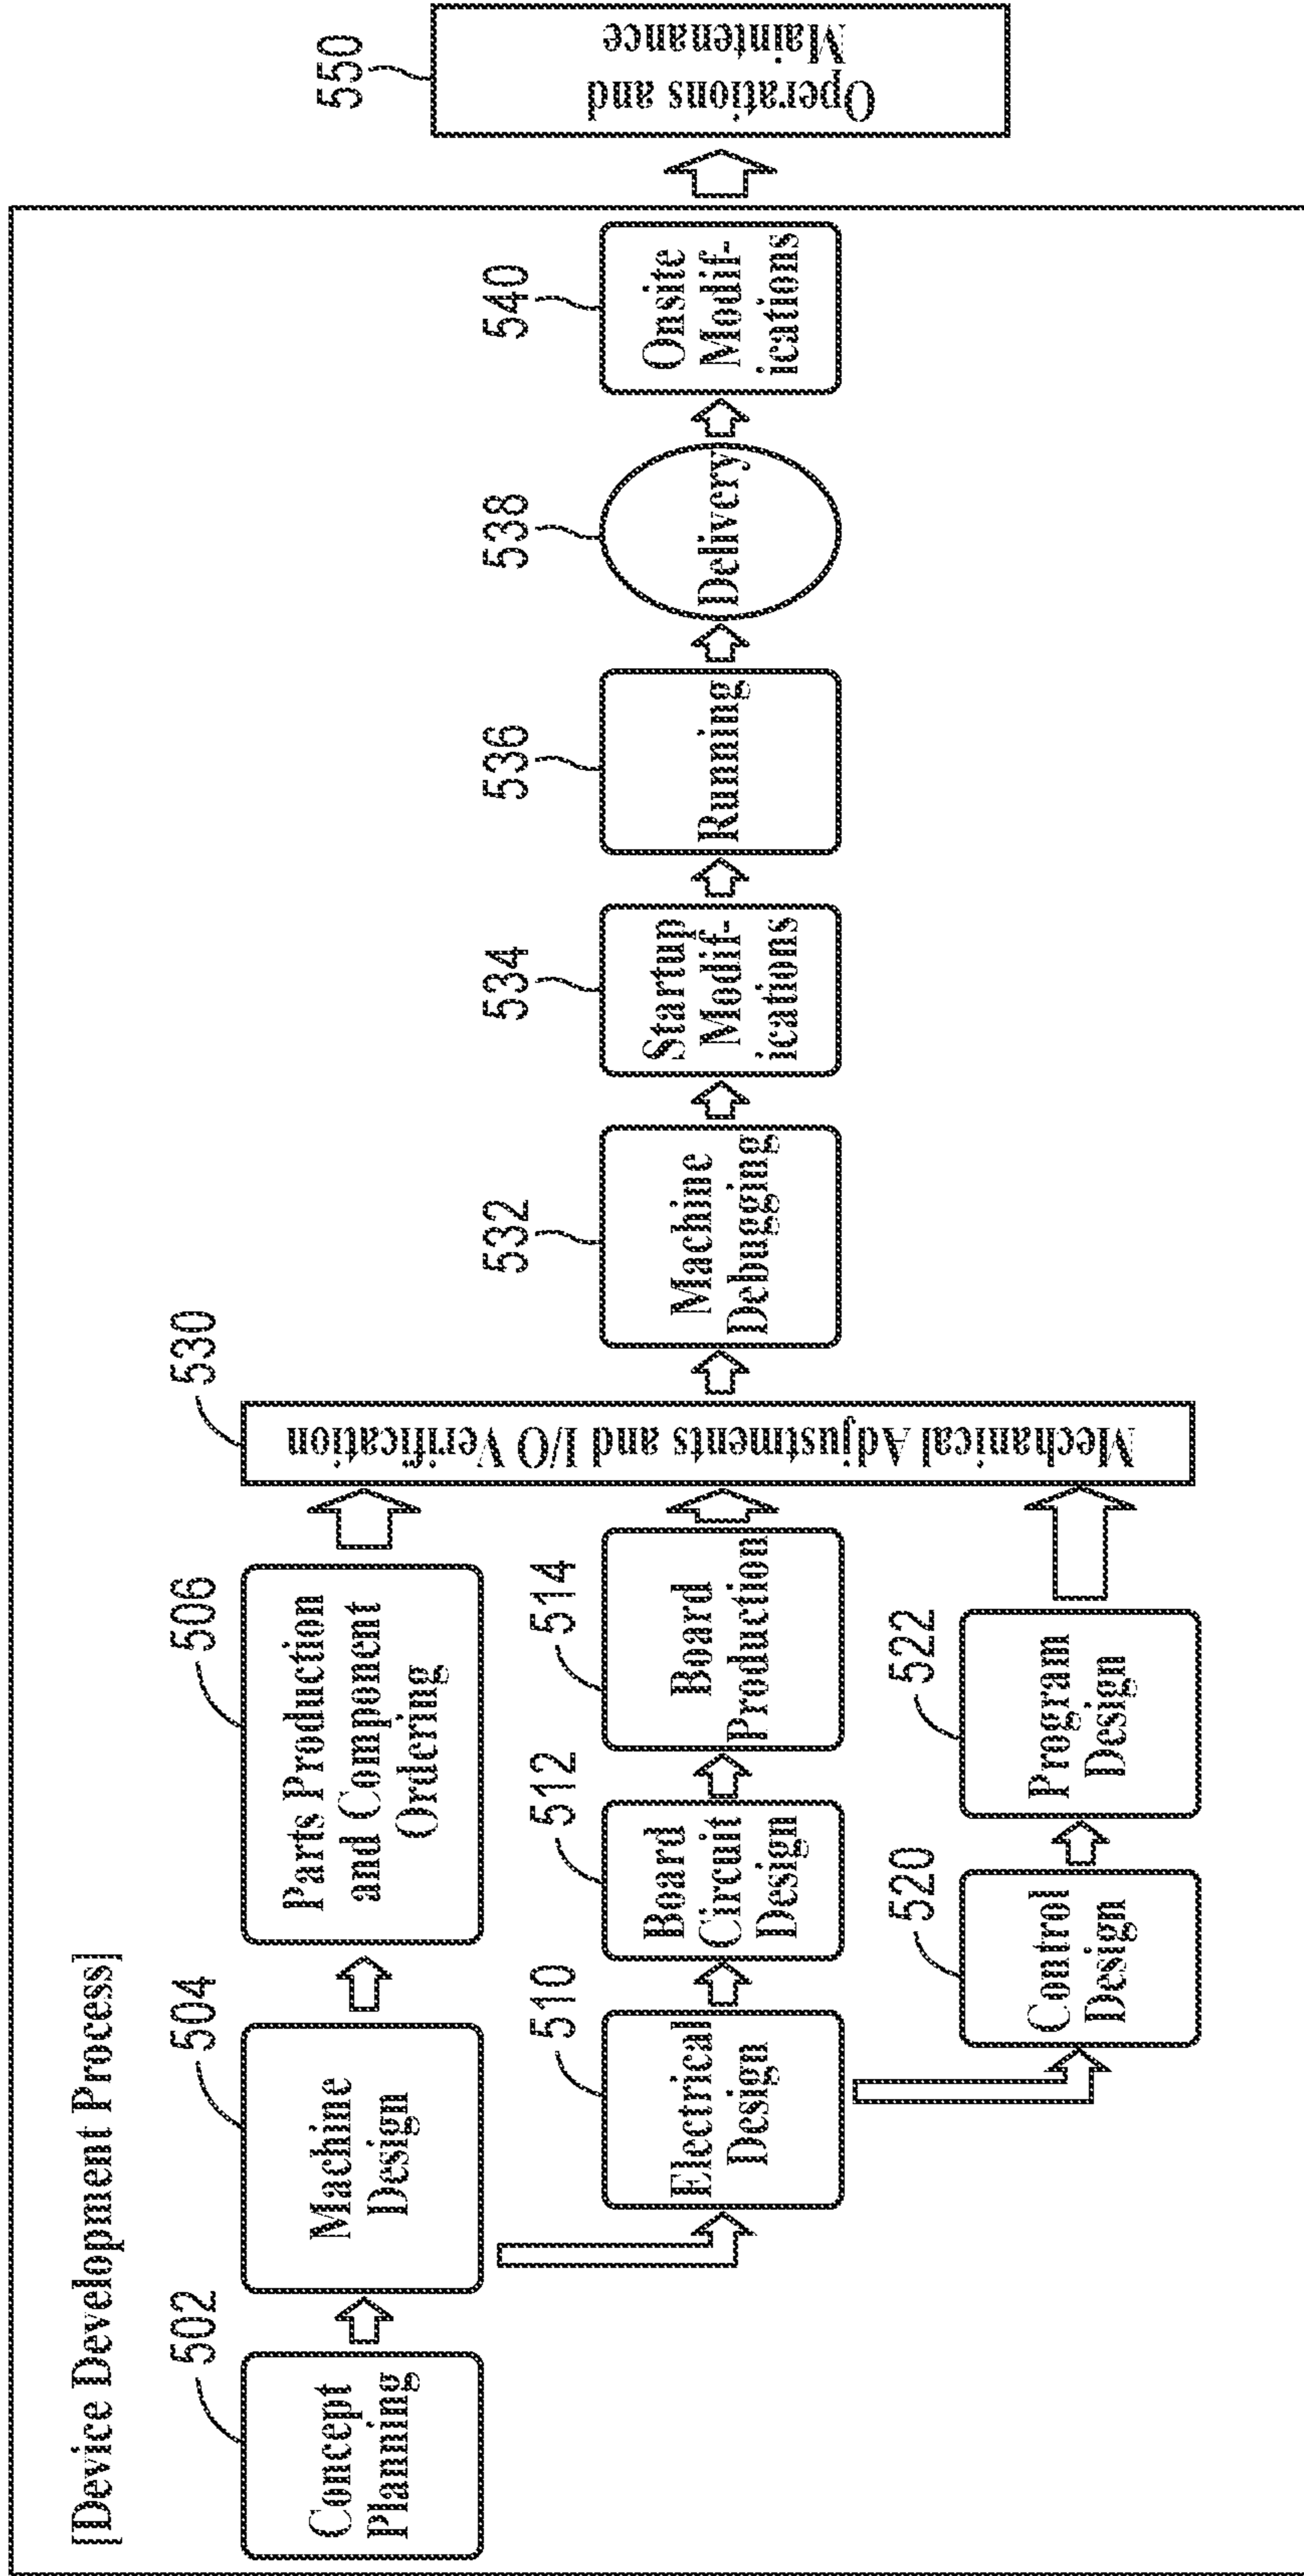 [Device Development Process]
502
Concept
Planning
504
Machine
Design
506
Parts Production
and Component
Ordering
510
Electrical
Design
512
Board
Circuit
Design
514
Board
Production
520
Control
Design
522
Program
Design
530
Mechanical Adjustments and I/O Verification
532
Machine
Debugging
534
Startup
Modif-
ications
536
Running
538
Delivery
540
Onsite
Modif-
ications
550
Operations and
Maintenance